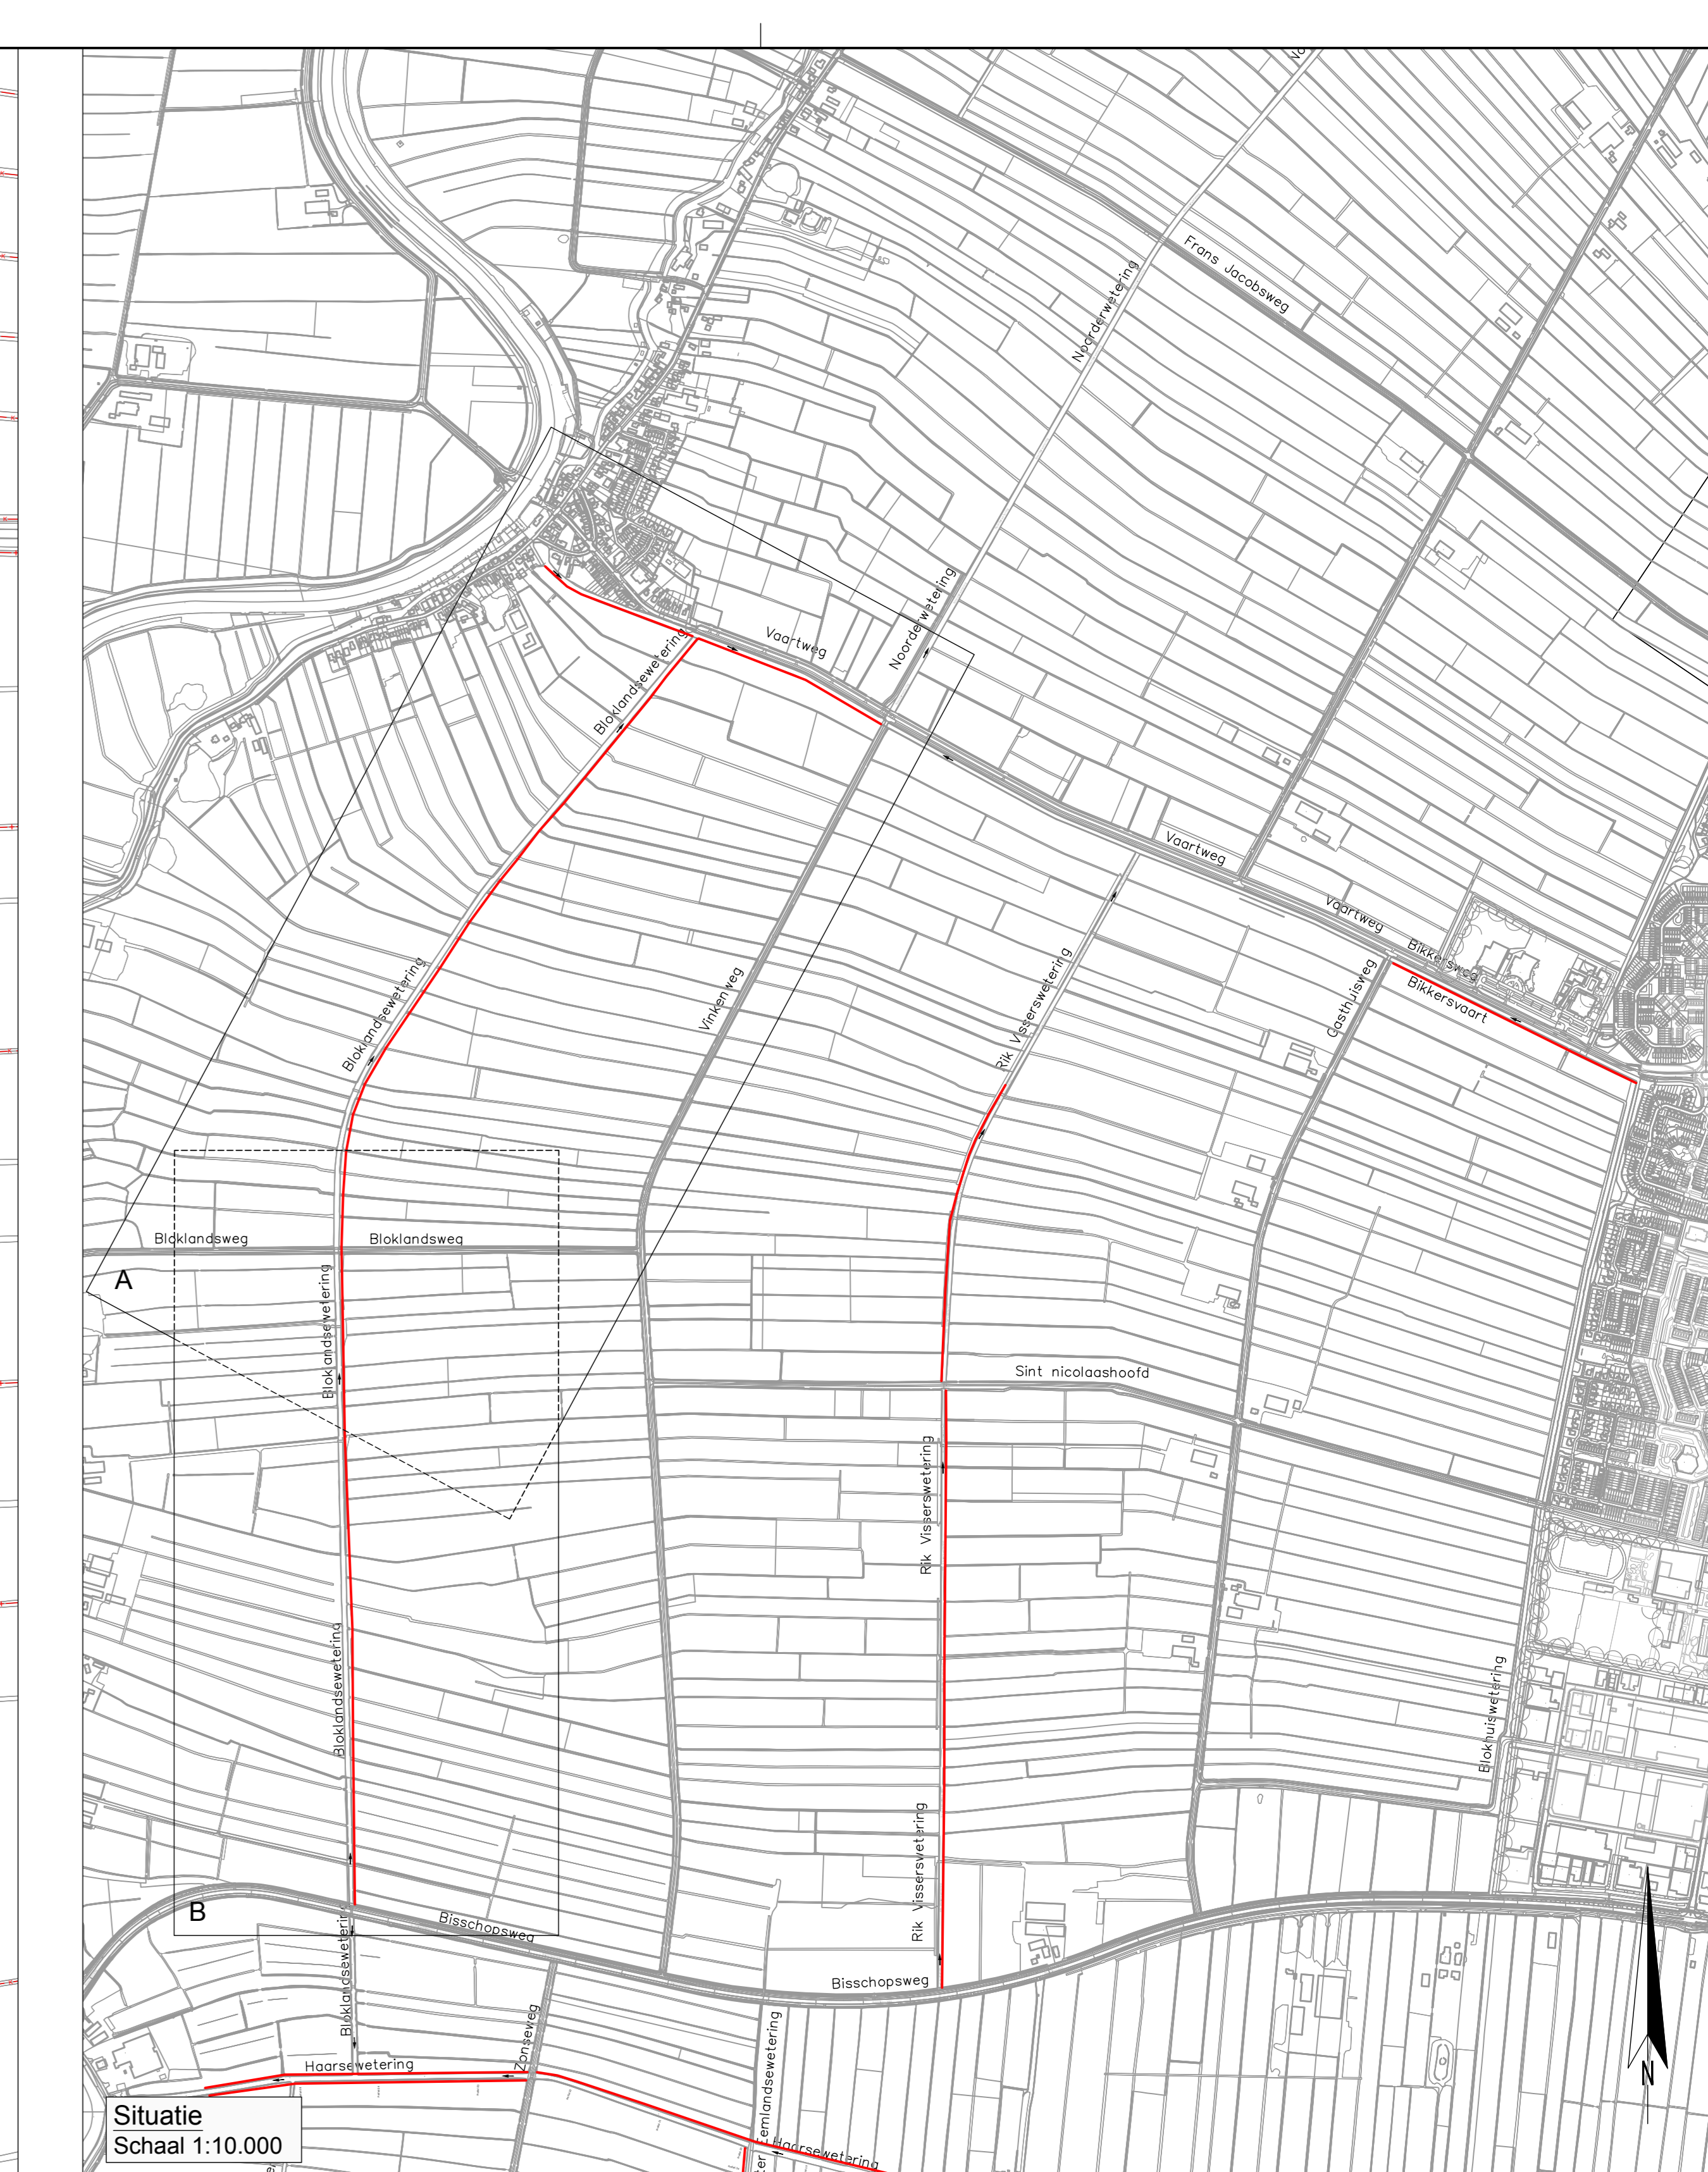 Frans Jacobsweg
Noorderwetering
Noorderwetering
Vaartweg
Bloklandsewetering
Vaartweg
Vaartweg
Bikkersweg
Bikkersvaart
Gasthuisweg
Rik Visserswetering
Vinkenweg
Bloklandsewetering
Bloklandsweg
Bloklandsweg
A
Bloklandsewetering
Sint nicolaashoofd
Rik Visserswetering
Bloklandsewetering
Blokhuiswetering
Rik Visserswetering
B
Bisschopsweg
Bisschopsweg
Bloklandsewetering
Zonseweg
Haarsewetering
Eemlandsewetering
Haarsewetering
N
Situatie
Schaal 1:10.000